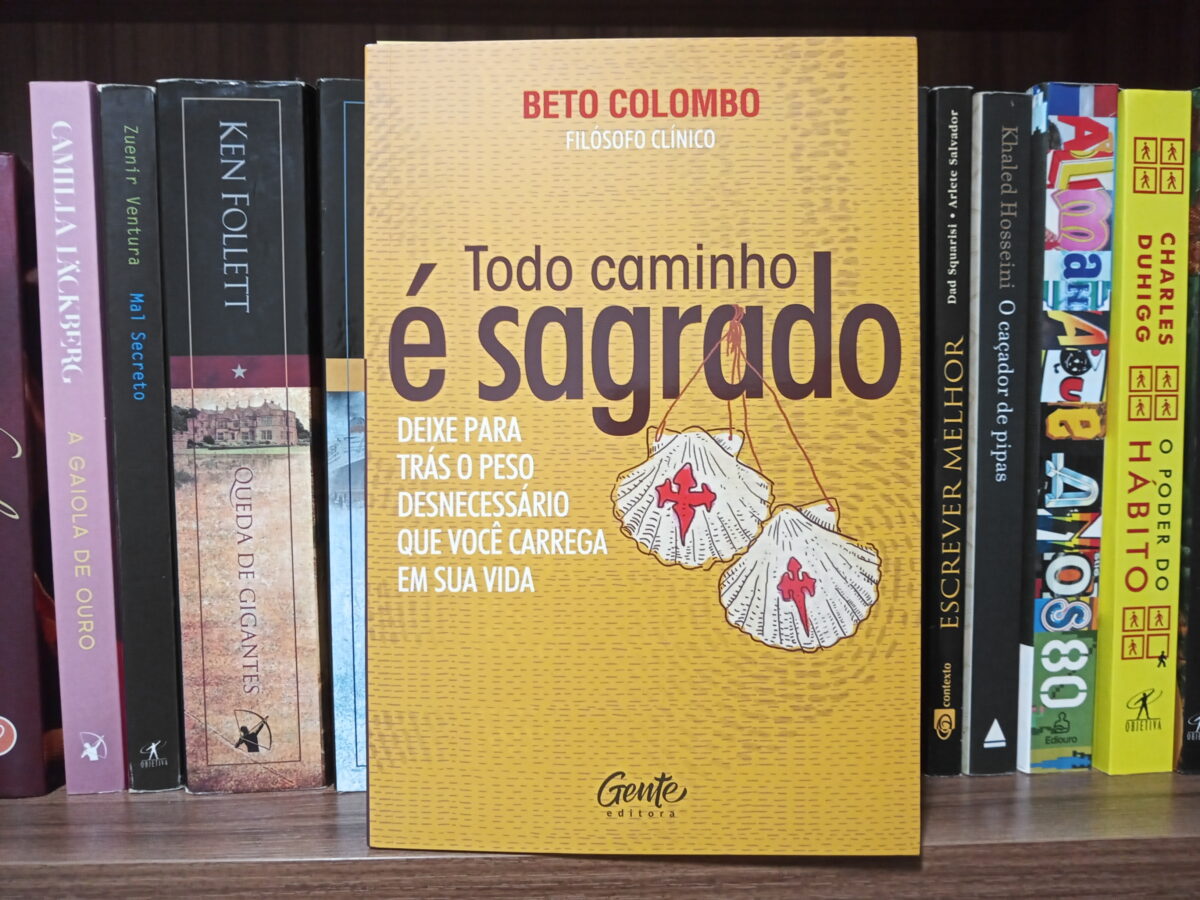 CAMILLA LÄCKBERG
A GAIOLA DE OURO
Zuenir Ventura
Mal Secreto
OBJETIVA
KEN FOLLETT
QUEDA DE GIGANTES
BETO COLOMBO
FILÓSOFO CLÍNICO
Todo caminho
é sagrado
DEIXE PARA
TRÁS O PESO
DESNECESSÁRIO
QUE VOCÊ CARREGA
EM SUA VIDA
Gente
editora
Dad Squarisi • Arlete Salvador
ESCREVER MELHOR
contexto
Khaled Hosseini
O caçador de pipas
ALMANAQUE ANOS 80
Ediouro
CHARLES
DUHIGG
O PODER DO
HÁBITO
OBJETIVA